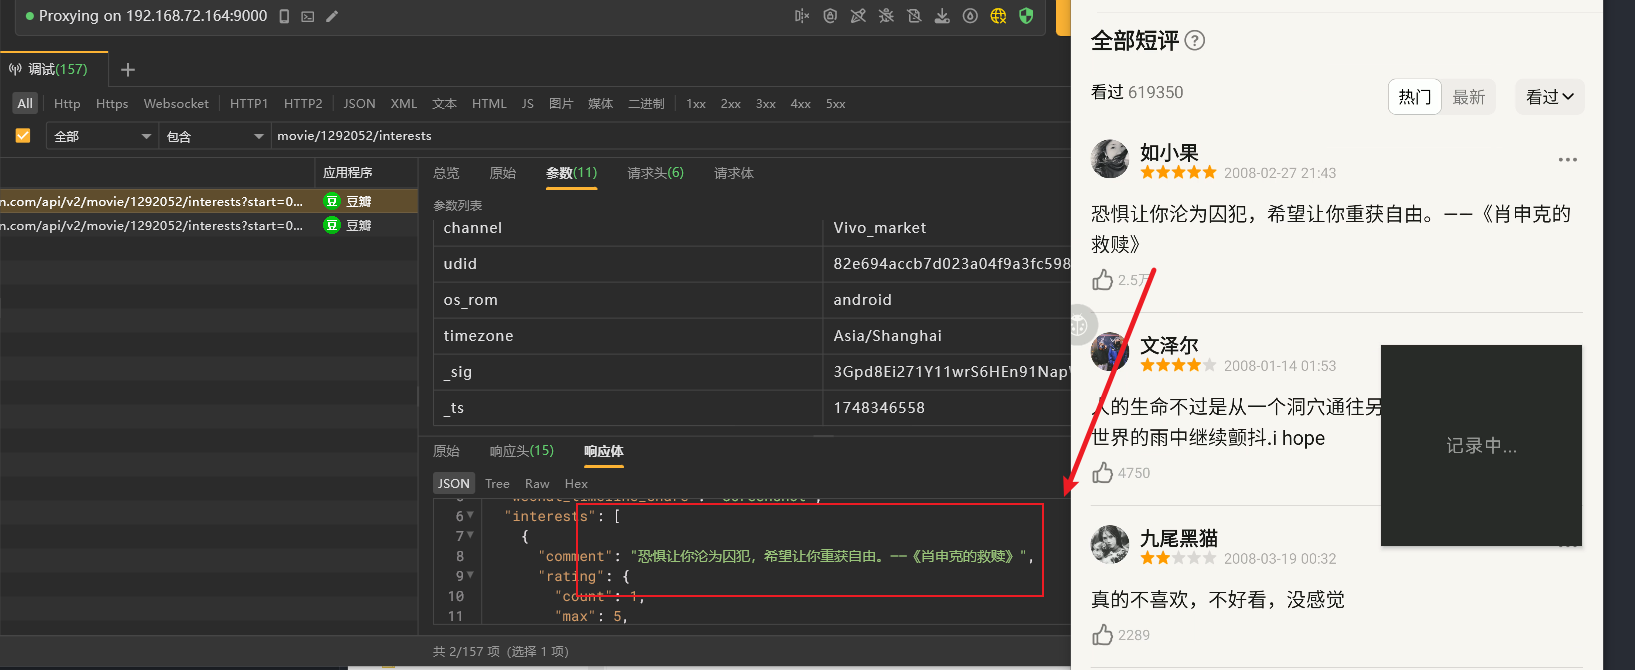 Proxying on 192.168.72.164:9000
调试(157)
All Http Https Websocket HTTP1 HTTP2 JSON XML 文本 HTML JS 图片 媒体 二进制 1xx 2xx 3xx 4xx 5xx
全部 包含 movie/1292052/interests
应用程序
n.com/api/v2/movie/1292052/interests?start=0... 豆 豆瓣
n.com/api/v2/movie/1292052/interests?start=0... 豆 豆瓣
总览 原始 参数(11) 请求头(6) 请求体
参数列表
channel Vivo_market
udid 82e694accb7d023a04f9a3fc598
os_rom android
timezone Asia/Shanghai
_sig 3Gpd8Ei271Y11wrS6HEn91Nap
_ts 1748346558
原始 响应头(15) 响应体
JSON Tree Raw Hex
6 "interests": [
7 {
8 "comment": "恐惧让你沦为囚犯，希望让你重获自由。——《肖申克的救赎》",
9 "rating": {
10 "count": 1,
11 "max": 5,
共 2/157 项 (选择 1 项)
全部短评 ?
看过 619350
热门 最新 看过
如小果
2008-02-27 21:43
恐惧让你沦为囚犯，希望让你重获自由。——《肖申克的
救赎》
2.5万
文泽尔
2008-01-14 01:53
人的生命不过是从一个洞穴通往另
世界的雨中继续颤抖.i hope
4750
记录中...
九尾黑猫
2008-03-19 00:32
真的不喜欢，不好看，没感觉
2289